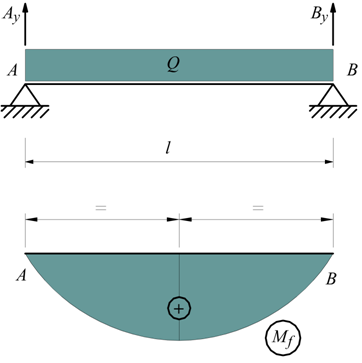 Ay By
A Q B
l
= =
A B
+
Mf